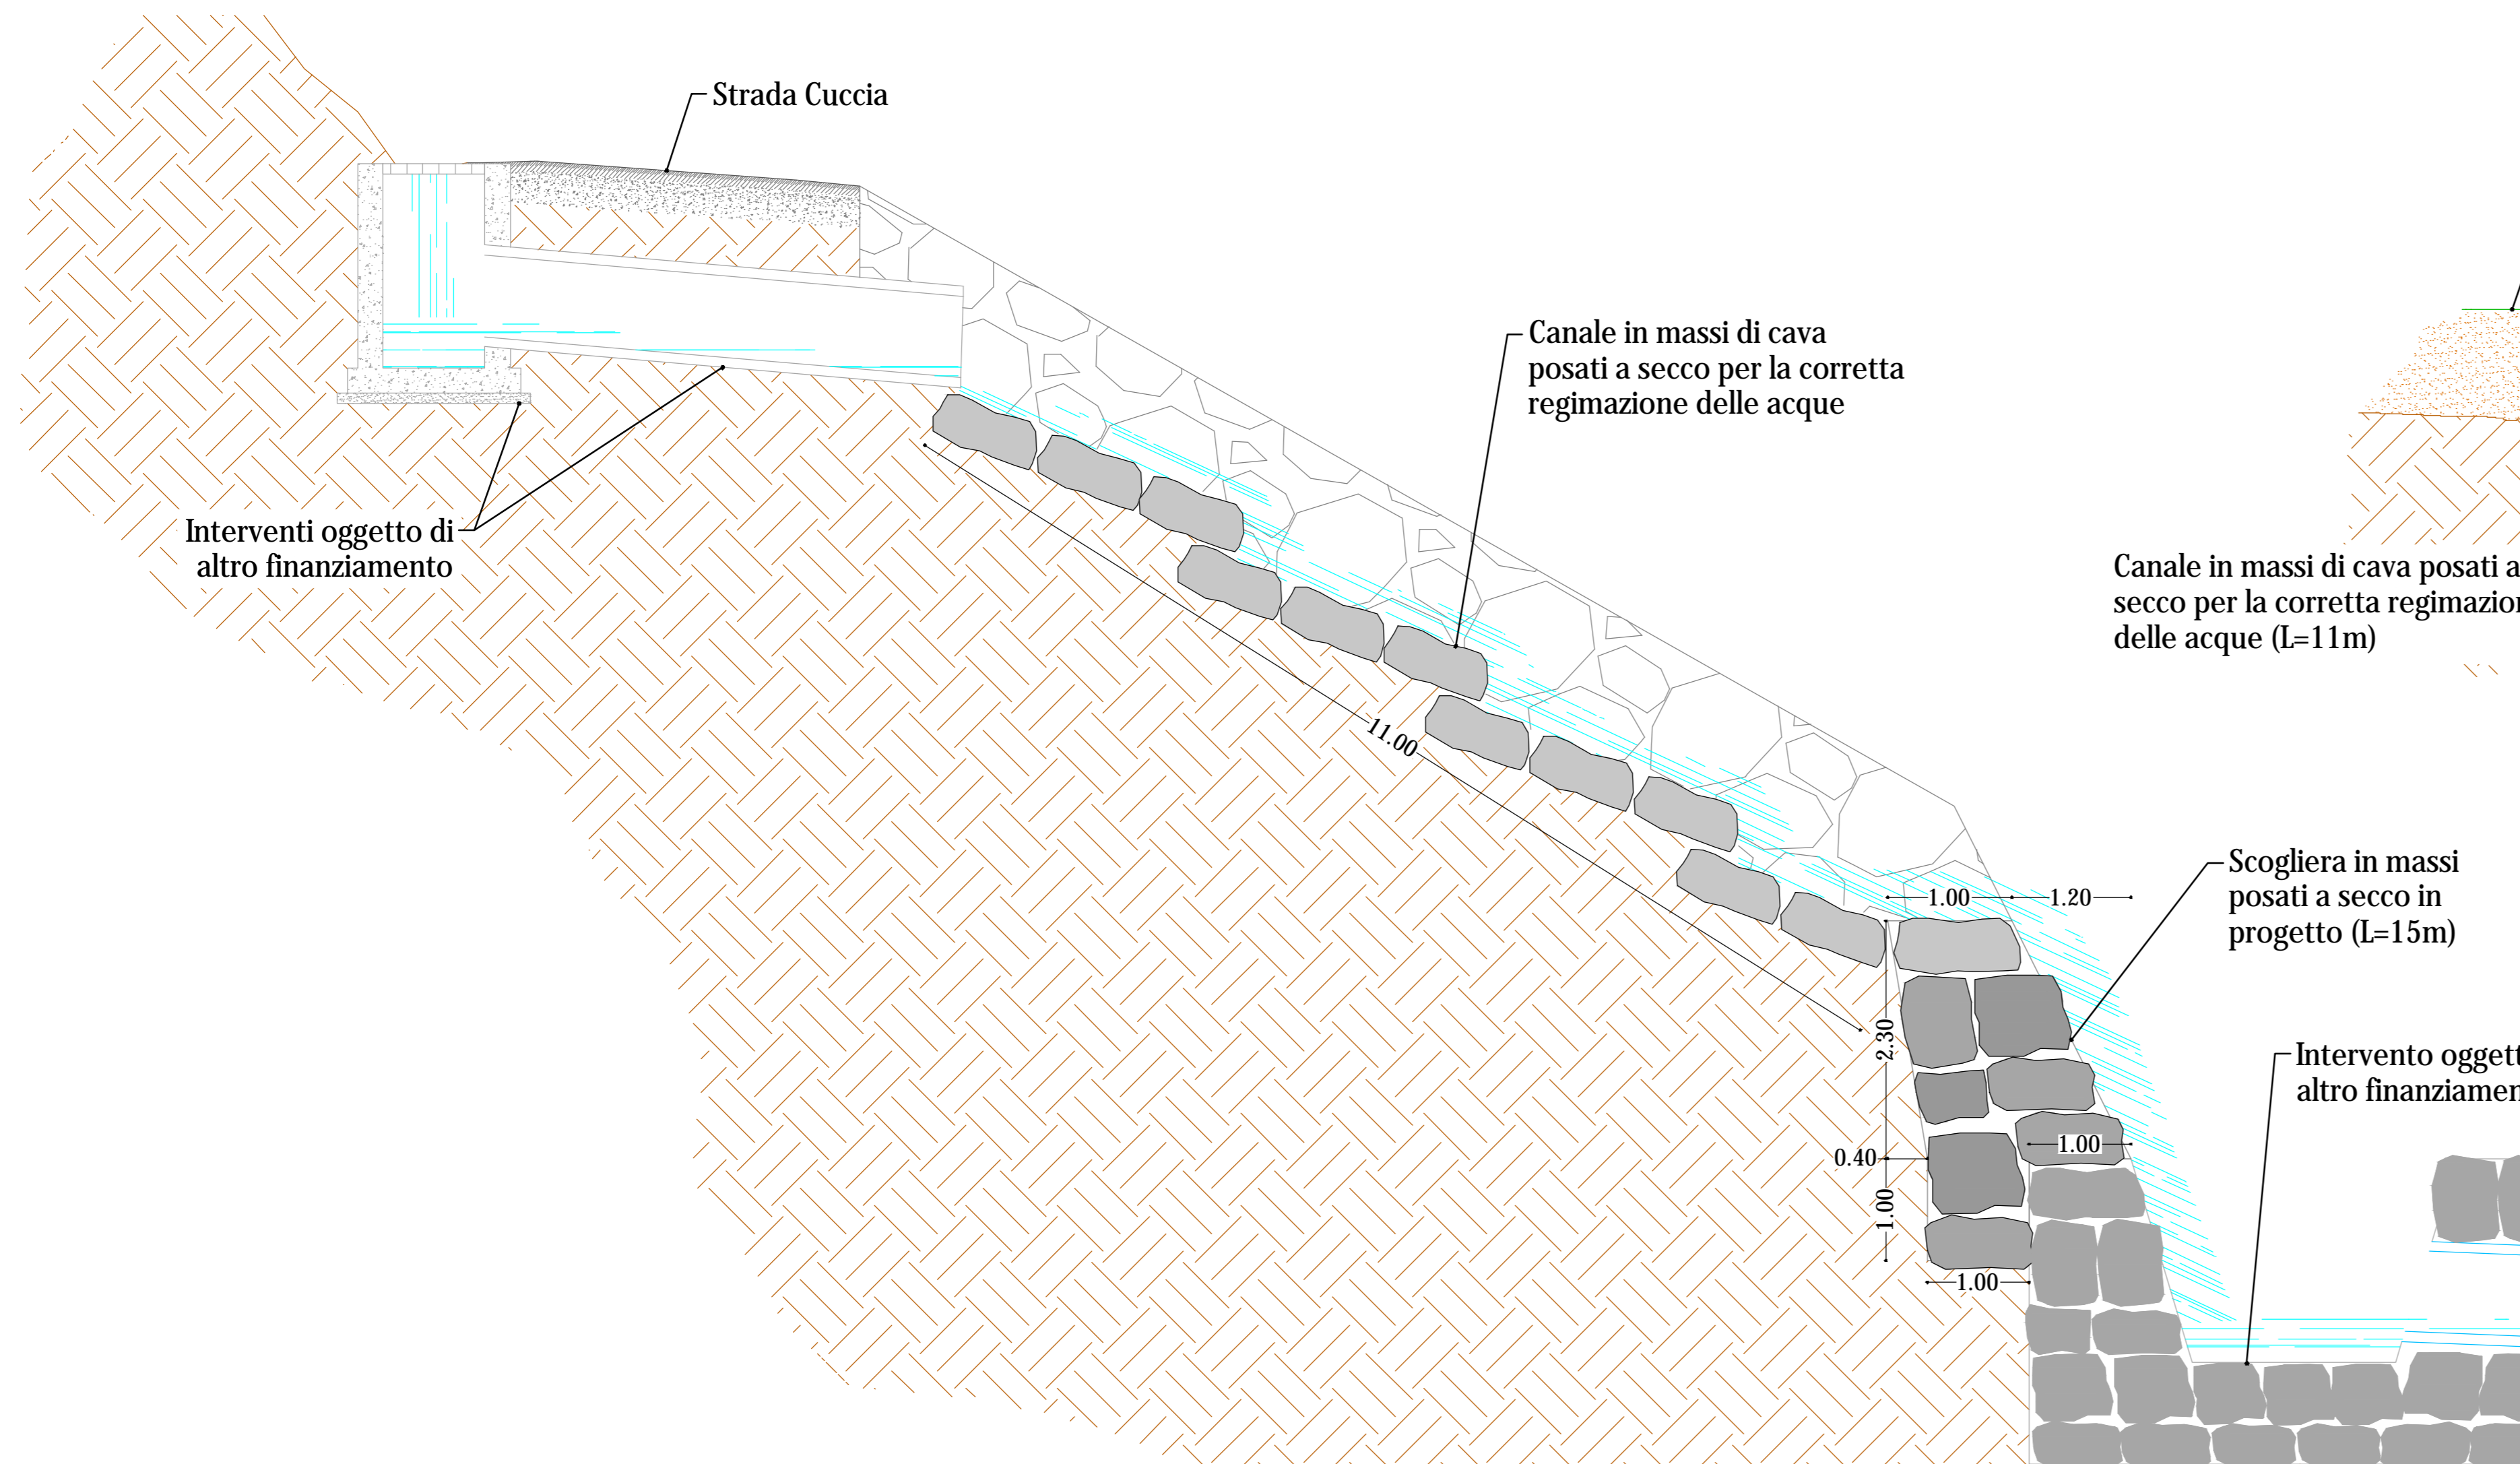 Strada Cuccia
Canale in massi di cava
posati a secco per la corretta
regimazione delle acque
Interventi oggetto di
altro finanziamento
Canale in massi di cava posati a
secco per la corretta
delle acque (L=11m)
11.00
Scogliera in massi
posati a secco in
progetto (L=15m)
1.00
1.20
2.30
Intervento
altro
1.00
0.40
1.00
1.00